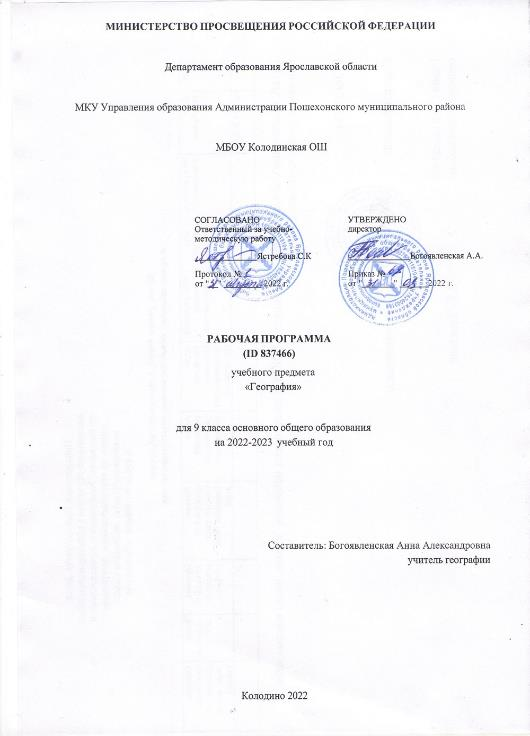 МИНИСТЕРСТВО ПРОСВЕЩЕНИЯ РОССИЙСКОЙ ФЕДЕРАЦИИ
Департамент образования Ярославской области
МКУ Управления образования Администрации Пошехонского муниципального района
МБОУ Колодинская ОШ
СОГЛАСОВАНО
Ответственный за учебно-
методическую работу
Ястребова С.К
Протокол №
от " " 2022 г.
УТВЕРЖДЕНО
директор
Богоявленская А.А.
Приказ №
от " 31 " 2022 г.
РАБОЧАЯ ПРОГРАММА
(ID 837466)
учебного предмета
«География»
для 9 класса основного общего образования
на 2022-2023 учебный год
Составитель: Богоявленская Анна Александровна
учитель географии
Колодино 2022